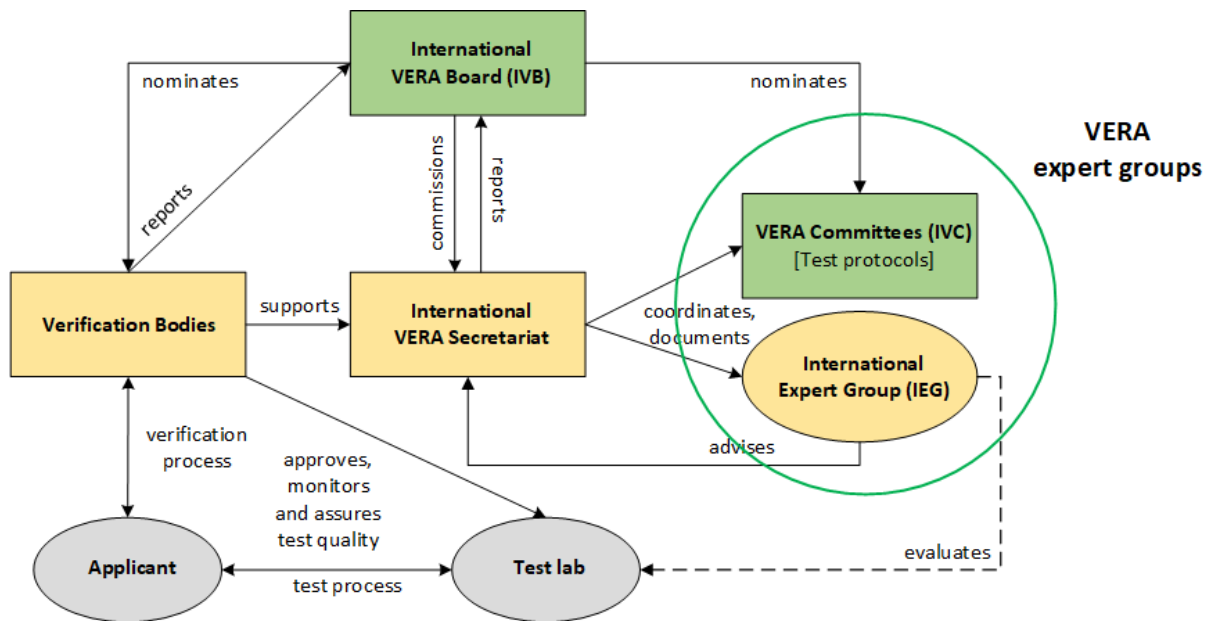 International
VERA Board (IVB)
nominates
nominates
VERA
expert groups
commissions
reports
reports
VERA Committees (IVC)
[Test protocols]
Verification Bodies
supports
International
VERA Secretariat
coordinates,
documents
International
Expert Group (IEG)
verification
process
advises
approves,
monitors
and assures
test quality
Applicant
test process
Test lab
evaluates